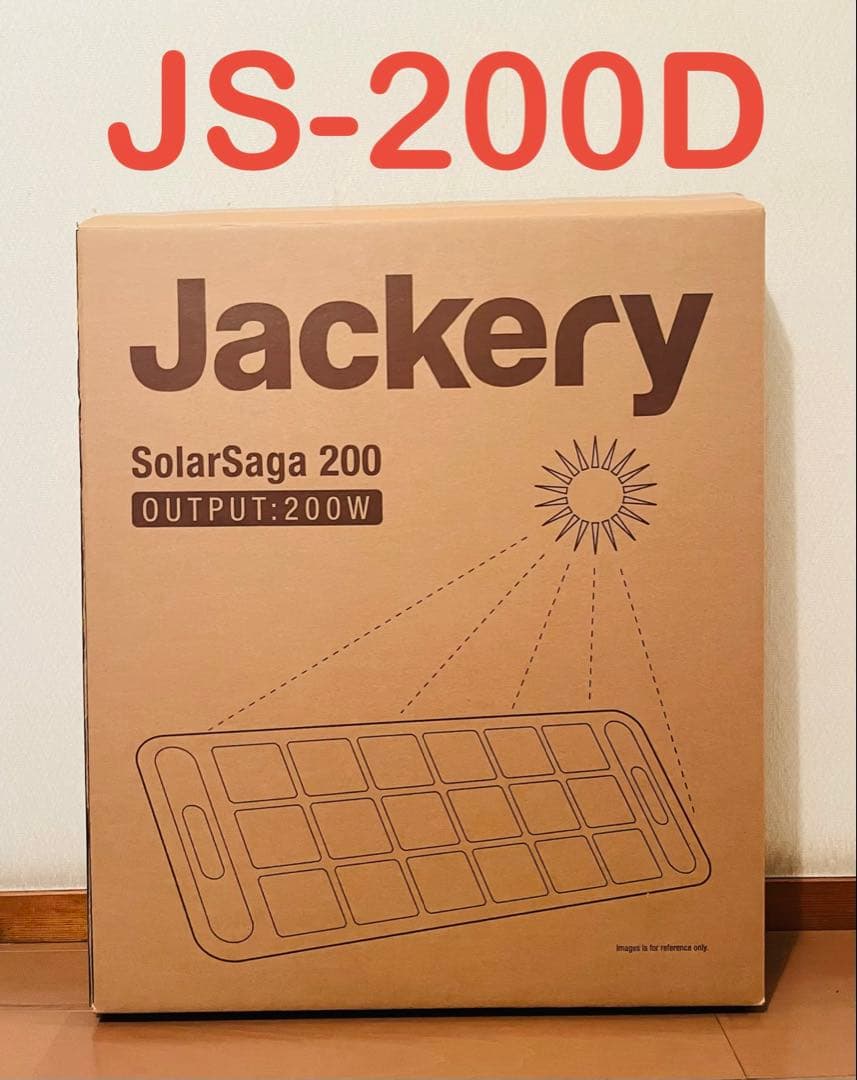 JS-200D
Jackery
SolarSaga 200
OUTPUT:200W
Images is for reference only.